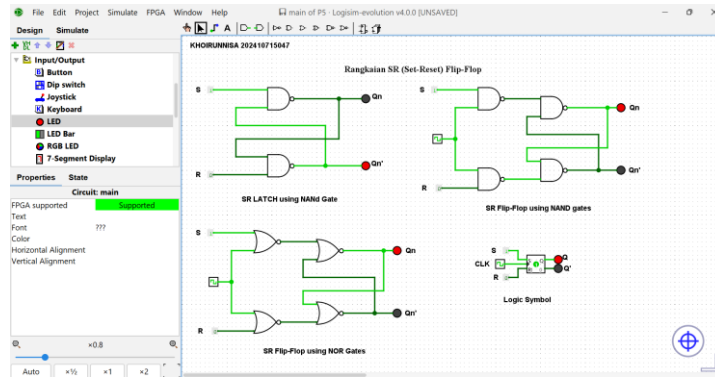 File Edit Project Simulate FPGA Window Help
main of P5 - Logisim-evolution v4.0.0 [UNSAVED]
Design Simulate
Input/Output
Button
Dip switch
Joystick
Keyboard
LED
LED Bar
RGB LED
7-Segment Display
Properties State
Circuit: main
FPGA supported Supported
Text
Font ???
Color
Horizontal Alignment
Vertical Alignment
×0.8
Auto ×½ ×1 ×2
KHOIRUNNISA 202410715047
Rangkaian SR (Set-Reset) Flip-Flop
S
Qn
R
Qn'
SR LATCH using NANd Gate
S
Qn
R
Qn'
SR Flip-Flop using NAND gates
S
Qn
R
Qn'
SR Flip-Flop using NOR Gates
S
Q
CLK
Q'
R
Logic Symbol